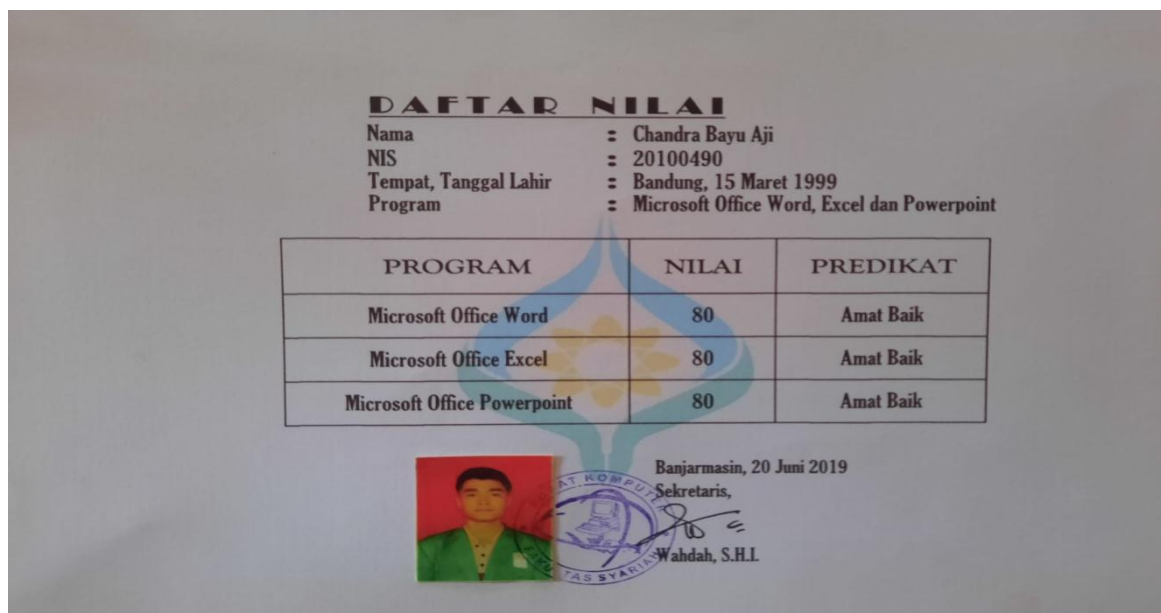 DAFTAR NILAI
Nama : Chandra Bayu Aji
NIS : 20100490
Tempat, Tanggal Lahir : Bandung, 15 Maret 1999
Program : Microsoft Office Word, Excel dan Powerpoint
PROGRAM NILAI PREDIKAT
Microsoft Office Word 80 Amat Baik
Microsoft Office Excel 80 Amat Baik
Microsoft Office Powerpoint 80 Amat Baik
Banjarmasin, 20 Juni 2019
Sekretaris,
Wahdah, S.H.I.
KOMPUTER
SYARIAH